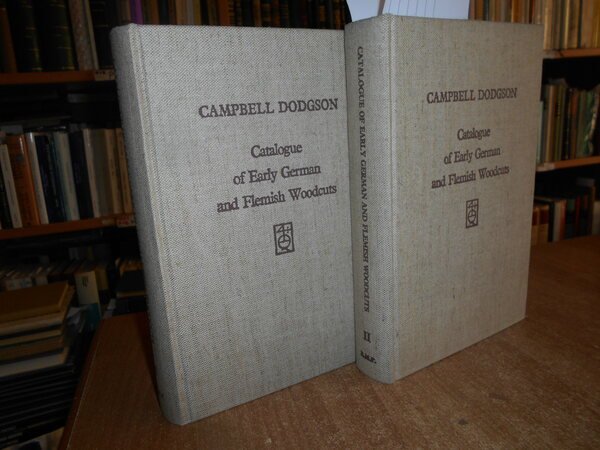 CAMPBELL DODGSON
Catalogue
of Early German
and Flemish Woodcuts
CATALOGUE OF EARLY GERMAN AND FLEMISH WOODCUTS
II
CAMPBELL DODGSON
Catalogue
of Early German
and Flemish Woodcuts